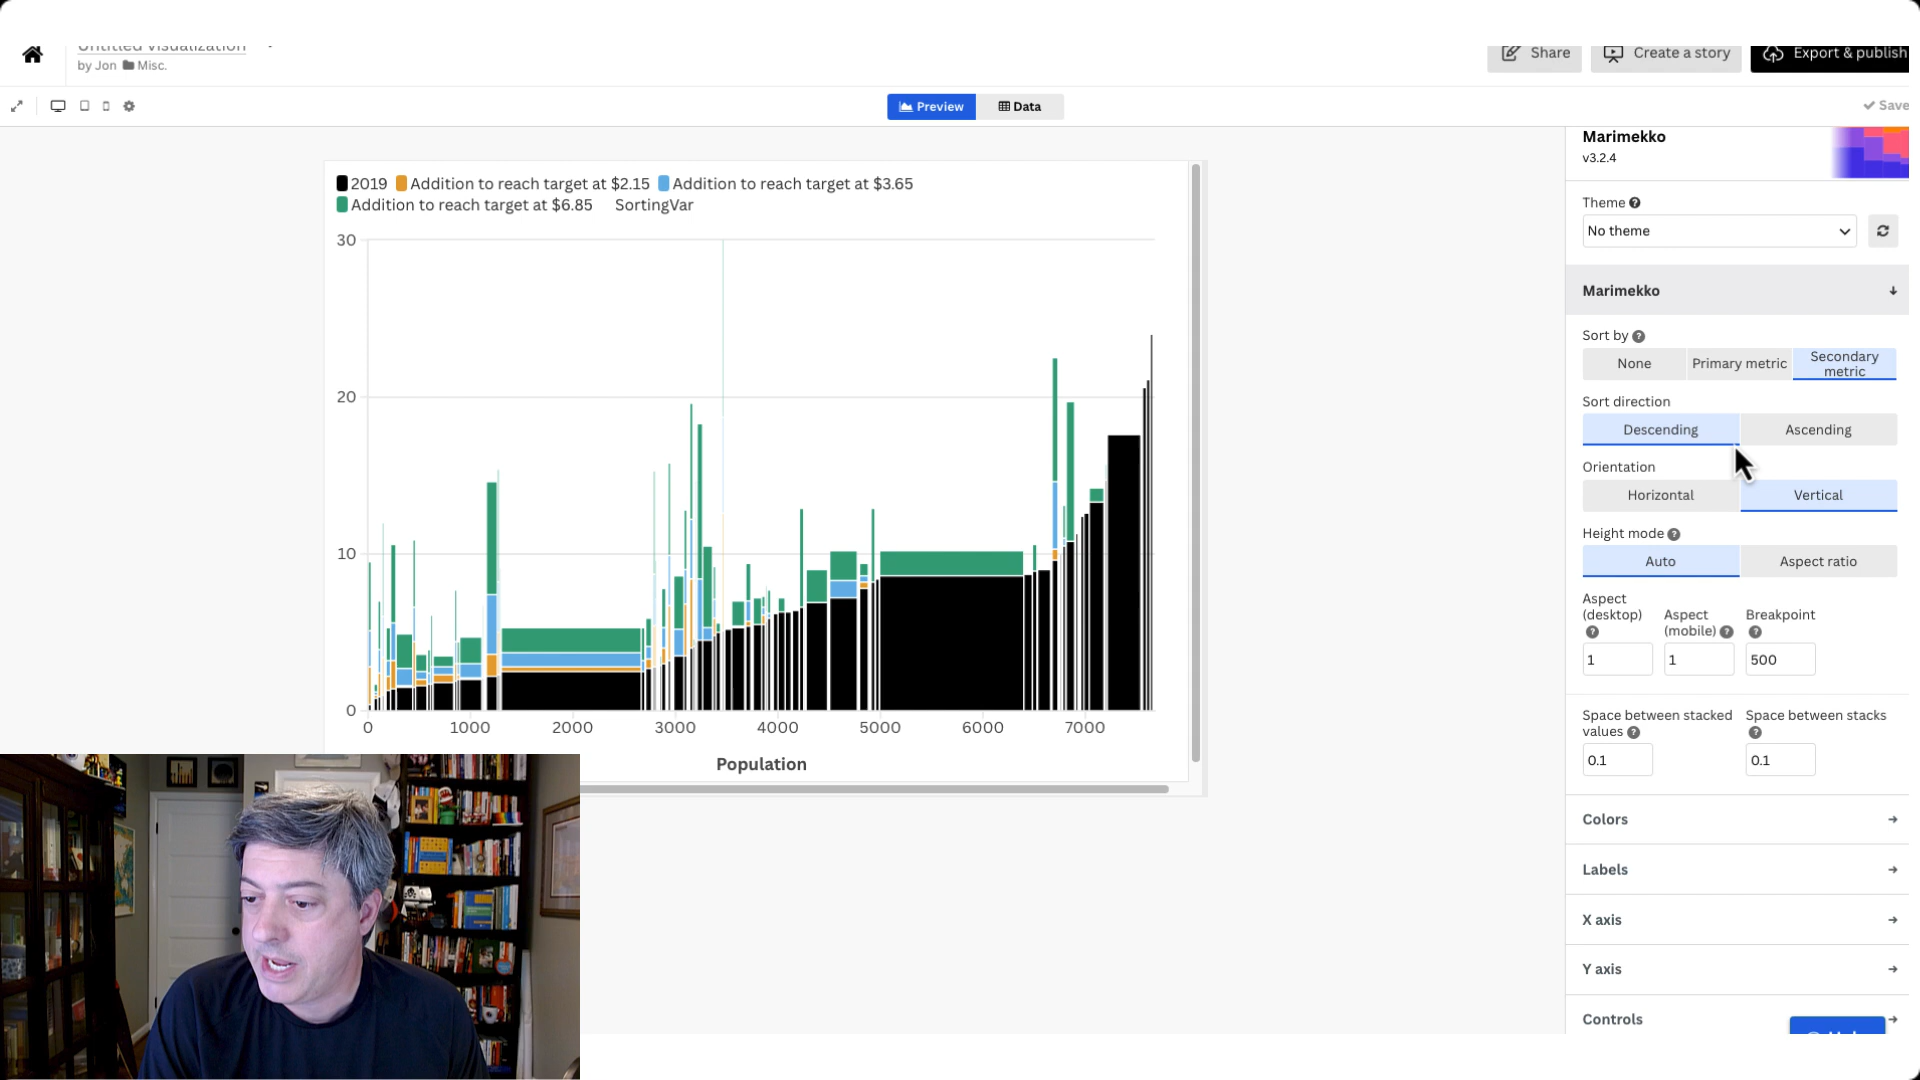 Untitled Visualization
by Jon Misc.
Share
Create a story
Export & publish
Preview
Data
Save
Marimekko
v3.2.4
Theme
No theme
Marimekko
Sort by
None
Primary metric
Secondary
metric
Sort direction
Descending
Ascending
Orientation
Horizontal
Vertical
Height mode
Auto
Aspect ratio
Aspect
(desktop)
Aspect
(mobile)
Breakpoint
1
1
500
Space between stacked
values
Space between stacks
0.1
0.1
Colors
Labels
X axis
Y axis
Controls
2019 Addition to reach target at $2.15 Addition to reach target at $3.65
Addition to reach target at $6.85 SortingVar
30
20
10
0
0 1000 2000 3000 4000 5000 6000 7000
Population